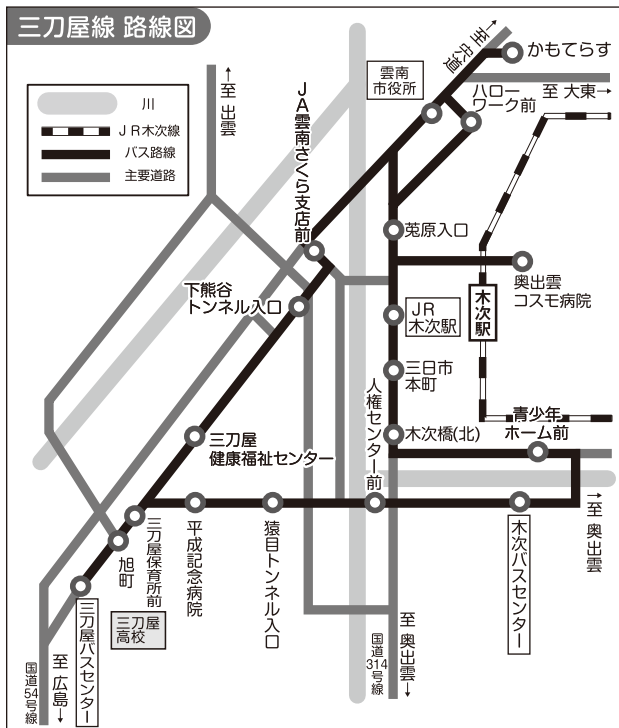 三刀屋線 路線図
川
JR木次線
バス路線
主要道路
至 出雲
JA雲南さくら支店前
雲南
市役所
至 宍道
かもてらす
ハロー
ワーク前
至 大東
莵原入口
奥出雲
コスモ病院
下熊谷
トンネル入口
JR
木次駅
木次駅
三日市
本町
人権センター前
木次橋(北)
青少年
ホーム前
三刀屋
健康福祉センター
至 奥出雲
三刀屋保育所前
旭町
平成記念病院
猿目トンネル入口
木次バスセンター
三刀屋バスセンター
三刀屋
高校
国道54号線
至 広島
国道314号線
至 奥出雲